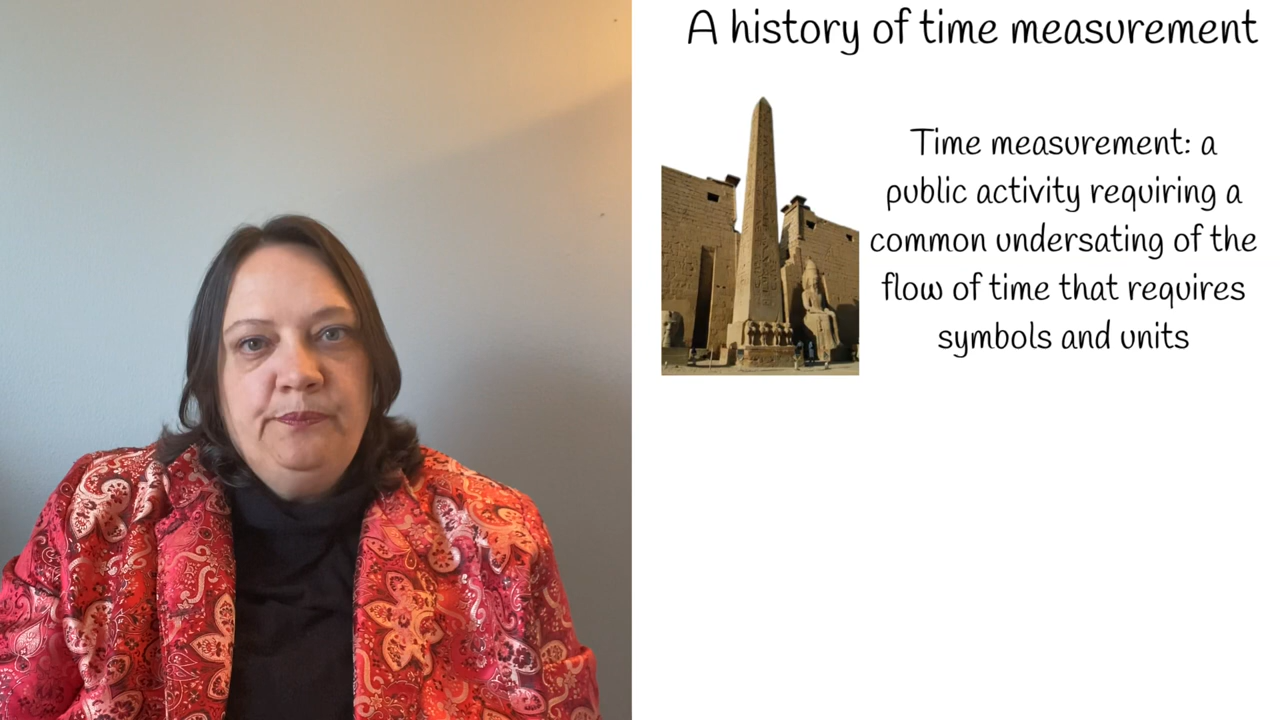 A history of time measurement
Time measurement: a
public activity requiring a
common undersating of the
flow of time that requires
symbols and units